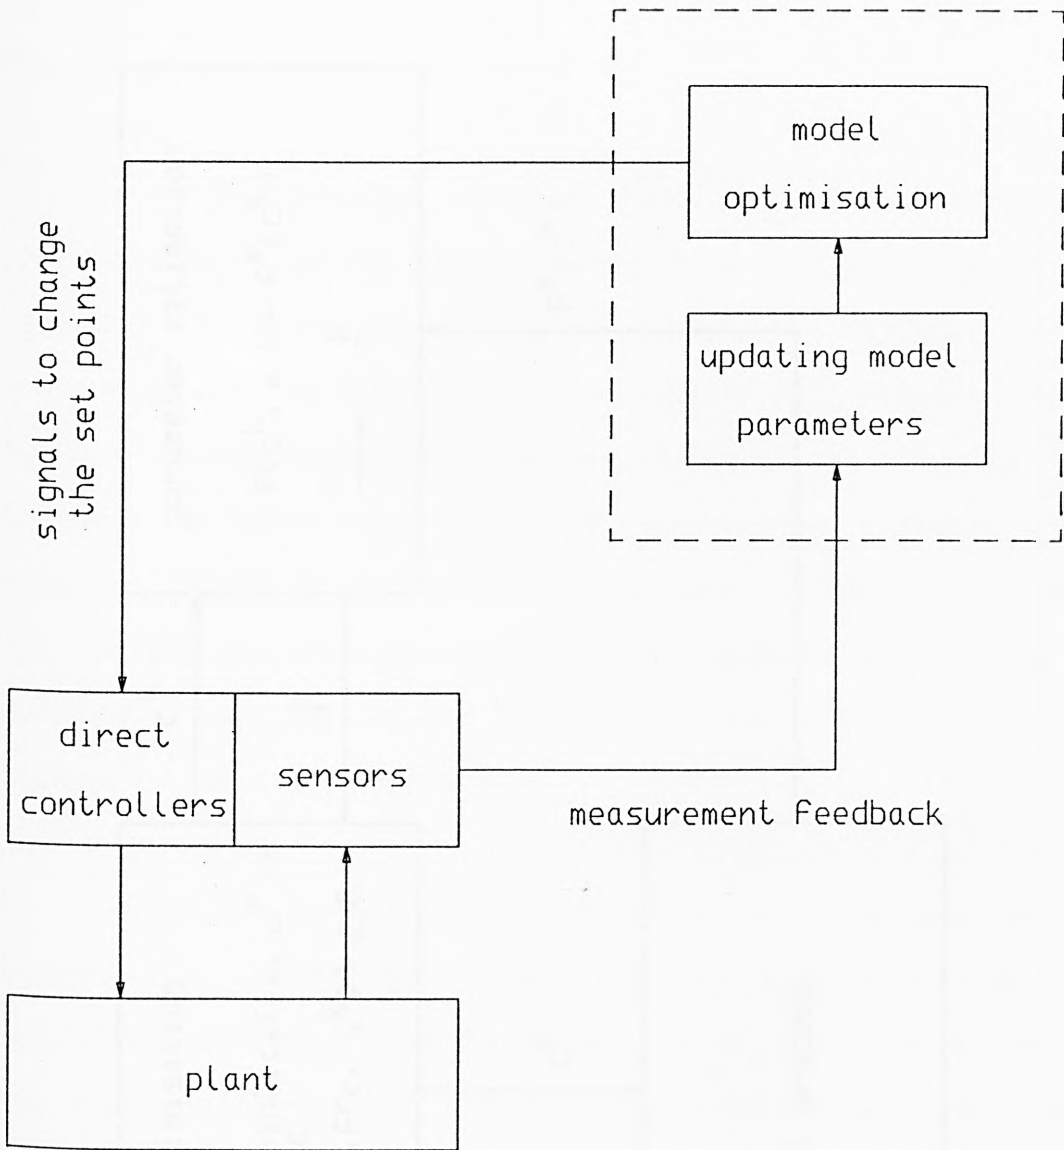 model
optimisation
updating model
parameters
signals to change
the set points
direct
controllers
sensors
measurement feedback
plant